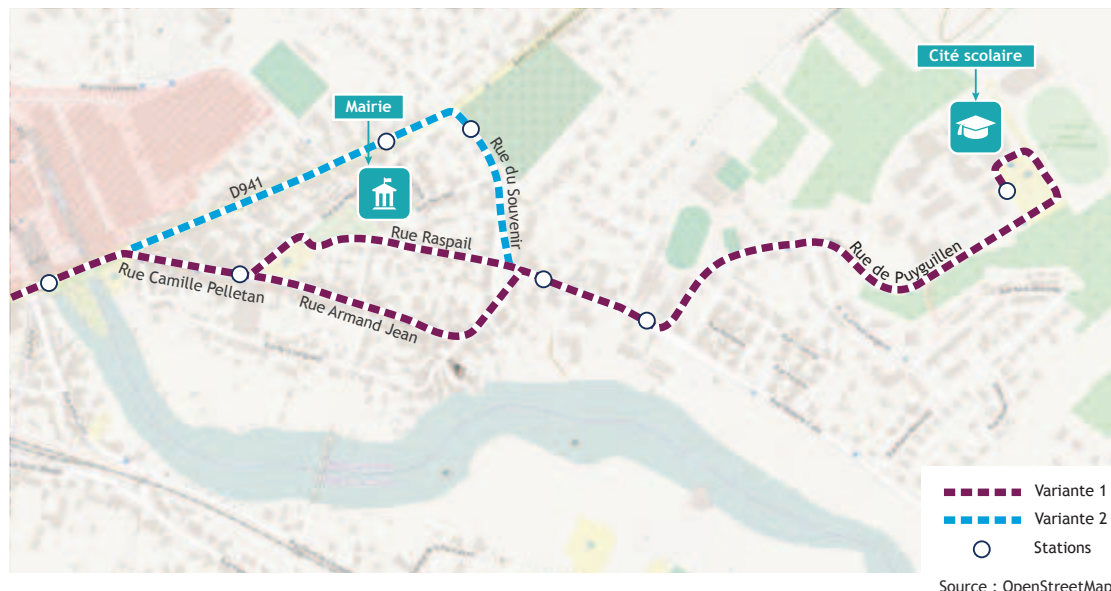 Cité scolaire
Mairie
D941
Rue du Souvenir
Rue Raspail
Rue Camille Pelletan
Rue Armand Jean
Rue de Puyguillen
Variante 1
Variante 2
Stations
Source : OpenStreetMap